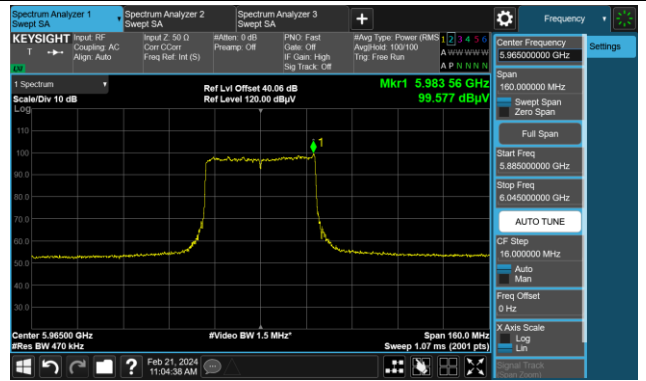 Spectrum Analyzer 1
Swept SA
Spectrum Analyzer 2
Swept SA
Spectrum Analyzer 3
Swept SA
+
Frequency
KEYSIGHT
T
LXI
Input: RF
Coupling: AC
Align: Auto
Input Z: 50 Ω
Corr CCorr
Freq Ref: Int (S)
#Atten: 0 dB
Preamp: Off
PNO: Fast
Gate: Off
IF Gain: High
Sig Track: Off
#Avg Type: Power (RMS
Avg|Hold: 100/100
Trig: Free Run
1 2 3 4 5 6
A W W W W W
A P N N N N
Center Frequency
5.965000000 GHz
Settings
Span
160.000000 MHz
Swept Span
Zero Span
Full Span
Start Freq
5.885000000 GHz
Stop Freq
6.045000000 GHz
AUTO TUNE
CF Step
16.000000 MHz
Auto
Man
Freq Offset
0 Hz
X Axis Scale
Log
Lin
Signal Track
(Span Zoom)
1 Spectrum
Scale/Div 10 dB
Log
Ref Lvl Offset 40.06 dB
Ref Level 120.00 dBµV
Mkr1 5.983 56 GHz
99.577 dBµV
1
110
100
90.0
80.0
70.0
60.0
50.0
40.0
30.0
Center 5.96500 GHz
#Res BW 470 kHz
#Video BW 1.5 MHz*
Span 160.0 MHz
Sweep 1.07 ms (2001 pts)
?
Feb 21, 2024
11:04:38 AM